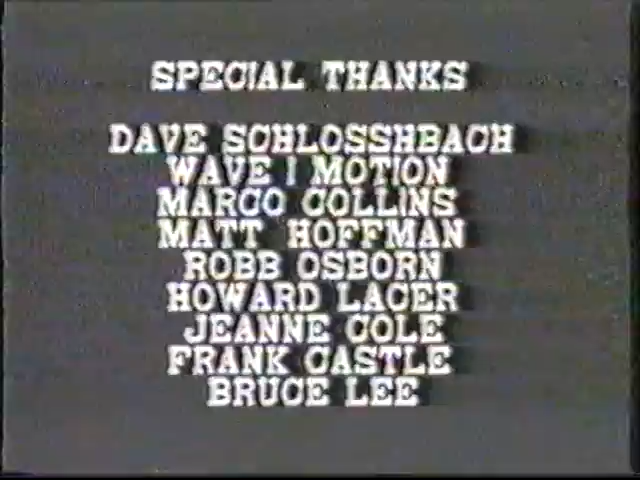 SPECIAL THANKS
DAVE SCHLOSSHBACH
WAVE | MOTION
MARCO COLLINS
MATT HOFFMAN
ROBB OSBORN
HOWARD LACER
JEANNE COLE
FRANK CASTLE
BRUCE LEE